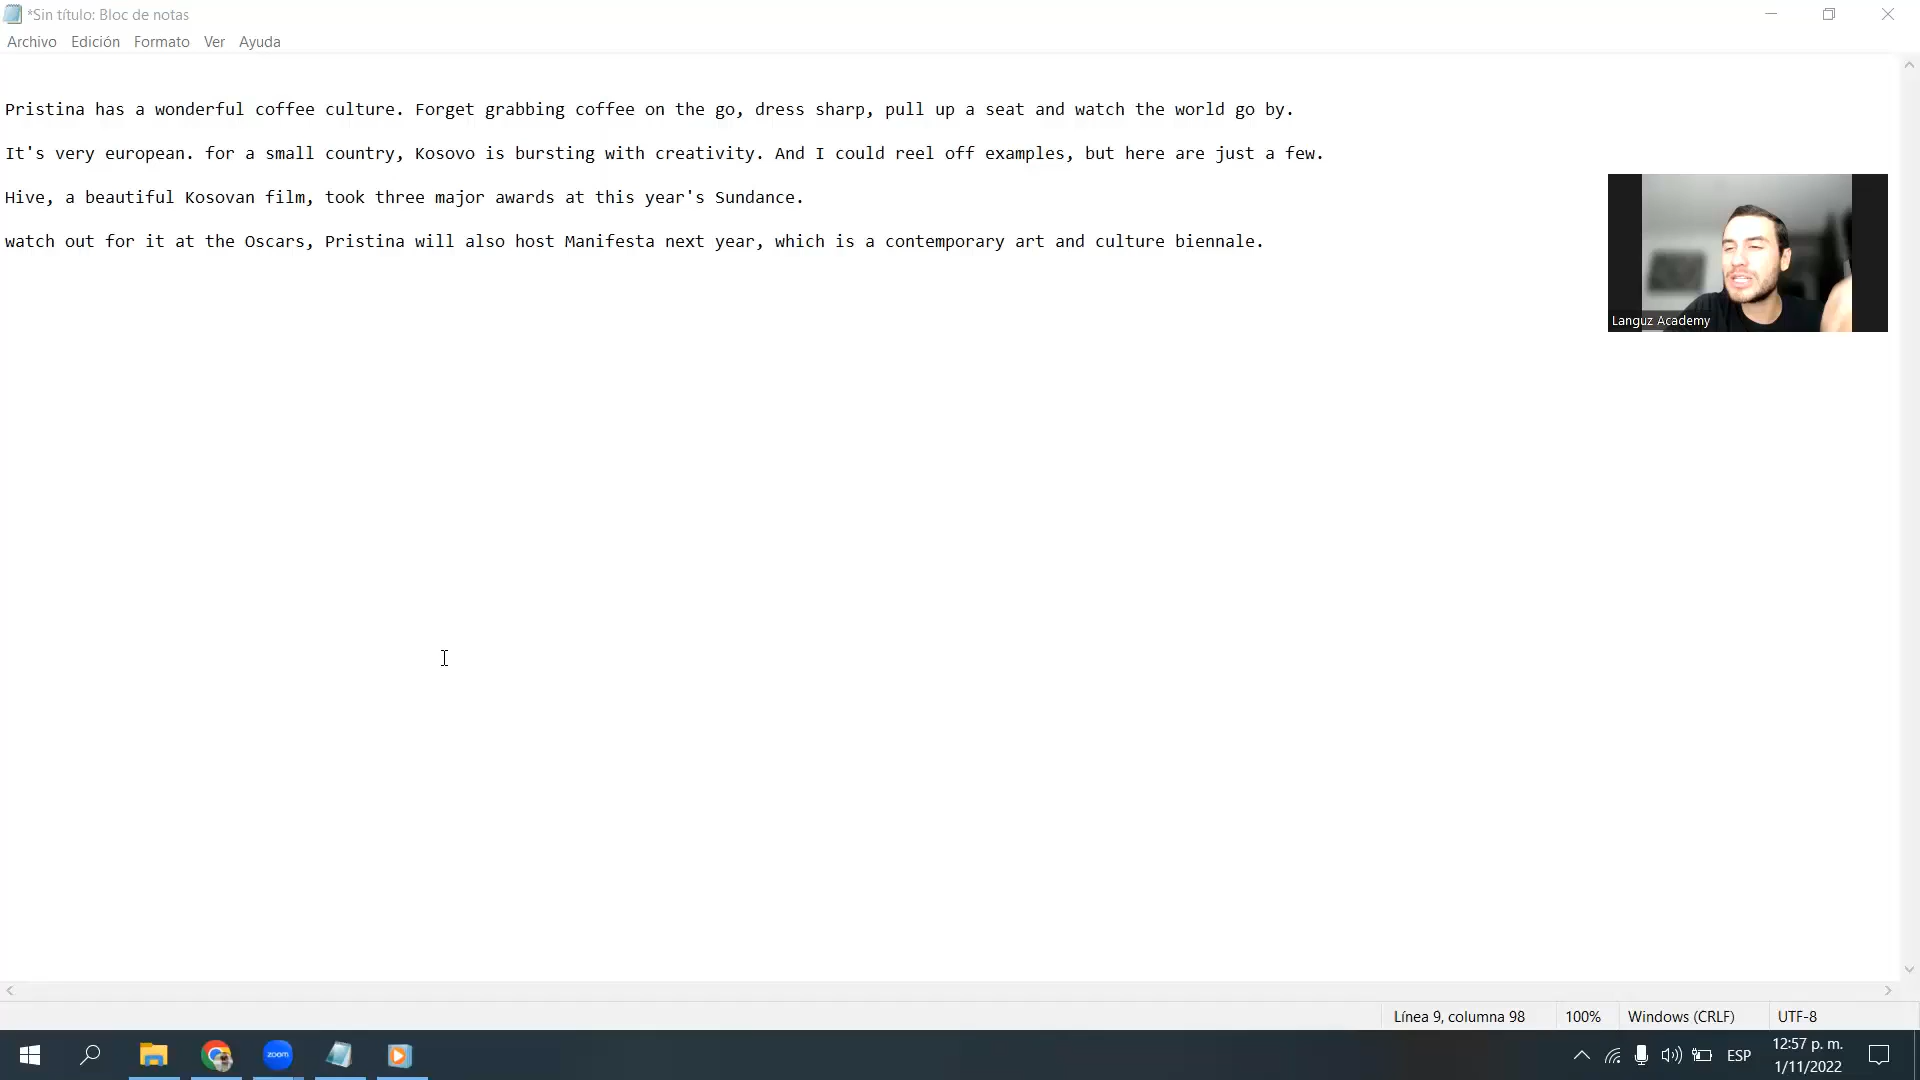 *Sin título: Bloc de notas
Archivo Edición Formato Ver Ayuda
Pristina has a wonderful coffee culture. Forget grabbing coffee on the go, dress sharp, pull up a seat and watch the world go by.
It's very european. for a small country, Kosovo is bursting with creativity. And I could reel off examples, but here are just a few.
Hive, a beautiful Kosovan film, took three major awards at this year's Sundance.
watch out for it at the Oscars, Pristina will also host Manifesta next year, which is a contemporary art and culture biennale.
Languz Academy
Línea 9, columna 98 100% Windows (CRLF) UTF-8
zoom
ESP
12:57 p. m.
1/11/2022